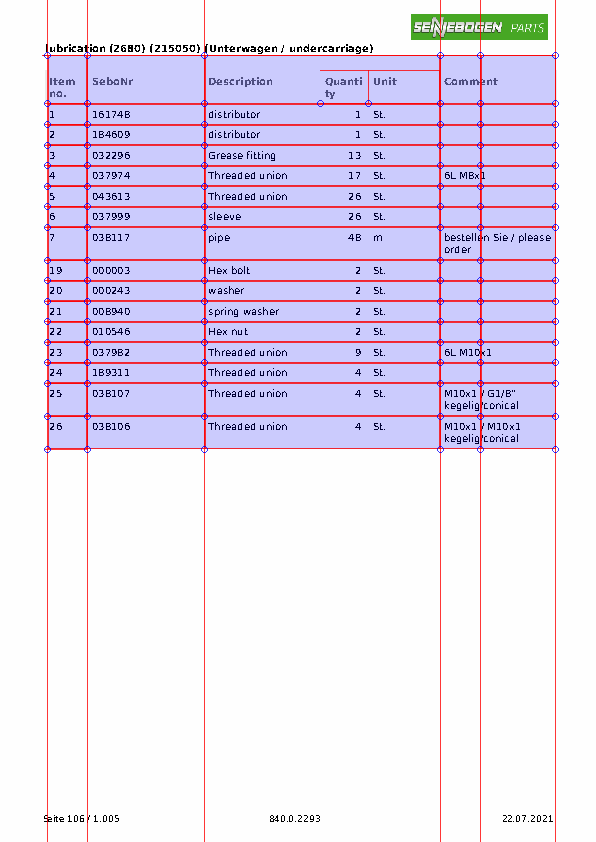 SENNEBOGEN PARTS
lubrication (2680) (215050) (Unterwagen / undercarriage)
Item no. SeboNr Description Quantity Unit Comment
1 161748 distributor 1 St.
2 184609 distributor 1 St.
3 032296 Grease fitting 13 St.
4 037974 Threaded union 17 St. 6L M8x1
5 043613 Threaded union 26 St.
6 037999 sleeve 26 St.
7 038117 pipe 48 m bestellen Sie / please
order
19 000003 Hex bolt 2 St.
20 000243 washer 2 St.
21 008940 spring washer 2 St.
22 010546 Hex nut 2 St.
23 037982 Threaded union 9 St. 6L M10x1
24 189311 Threaded union 4 St.
25 038107 Threaded union 4 St. M10x1 / G1/8"
kegelig/conical
26 038106 Threaded union 4 St. M10x1 / M10x1
kegelig/conical
Seite 106 / 1.005 840.0.2293 22.07.2021